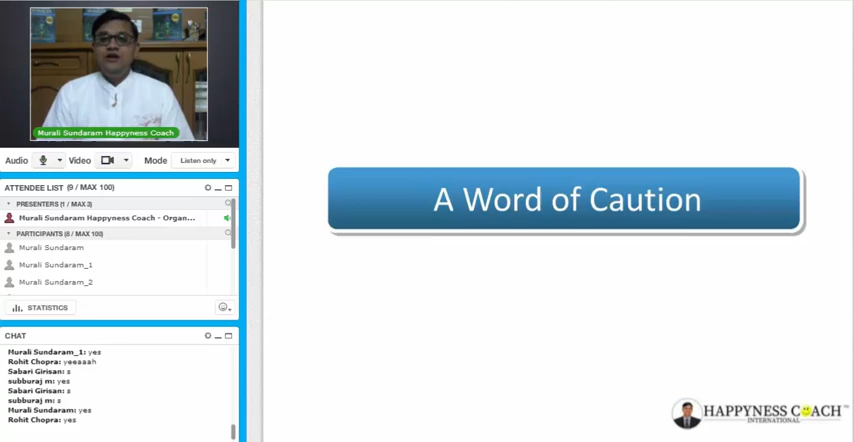 Murali Sundaram Happyness Coach
Audio Video Mode Listen only
ATTENDEE LIST (9 / MAX 100)
PRESENTERS (1 / MAX 3)
Murali Sundaram Happyness Coach - Organ...
PARTICIPANTS (8 / MAX 100)
Murali Sundaram
Murali Sundaram_1
Murali Sundaram_2
STATISTICS
CHAT
Murali Sundaram_1: yes
Rohit Chopra: yeeaaah
Sabari Girisan: s
subburaj m: yes
Sabari Girisan: s
subburaj m: s
Murali Sundaram: yes
Rohit Chopra: yes
A Word of Caution
HAPPYNESS COACH™
INTERNATIONAL